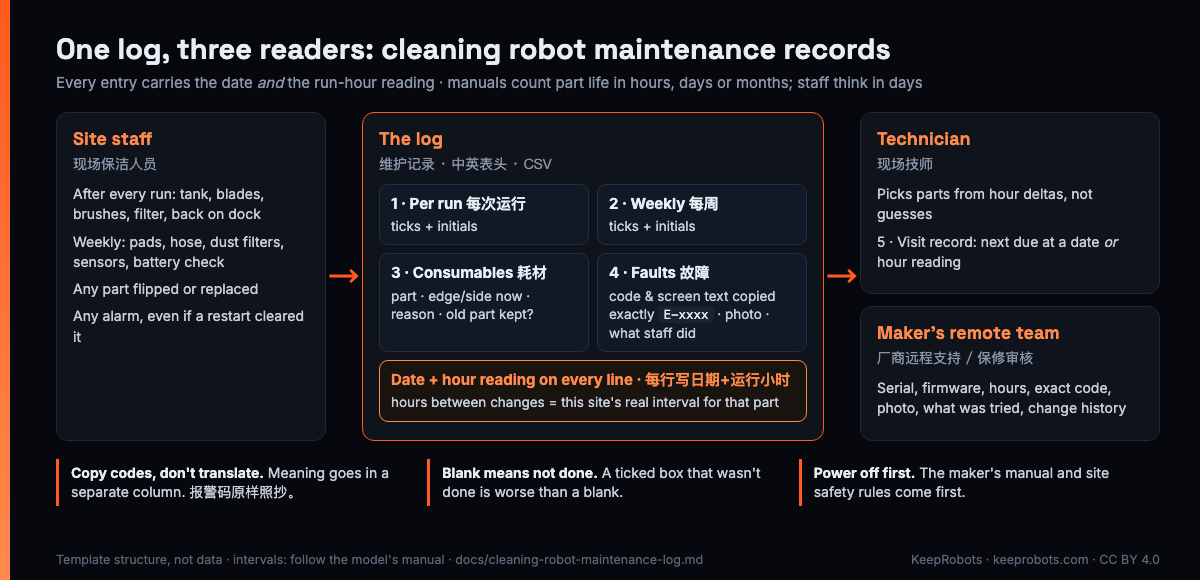 One log, three readers: cleaning robot maintenance records
Every entry carries the date and the run-hour reading · manuals count part life in hours, days or months; staff think in days
Site staff
现场保洁人员
After every run: tank, blades,
brushes, filter, back on dock
Weekly: pads, hose, dust filters,
sensors, battery check
Any part flipped or replaced
Any alarm, even if a restart cleared
it
The log
维护记录 · 中英表头 · CSV
1 · Per run 每次运行
ticks + initials
2 · Weekly 每周
ticks + initials
3 · Consumables 耗材
part · edge/side now ·
reason · old part kept?
4 · Faults 故障
code & screen text copied
exactly E-xxxx · photo ·
what staff did
Date + hour reading on every line · 每行写日期+运行小时
hours between changes = this site's real interval for that part
Technician
现场技师
Picks parts from hour deltas, not
guesses
5 · Visit record: next due at a date or
hour reading
Maker's remote team
厂商远程支持 / 保修审核
Serial, firmware, hours, exact code,
photo, what was tried, change history
Copy codes, don't translate. Meaning goes in a
separate column. 报警码原样照抄。
Blank means not done. A ticked box that wasn't
done is worse than a blank.
Power off first. The maker's manual and site
safety rules come first.
Template structure, not data · intervals: follow the model's manual · docs/cleaning-robot-maintenance-log.md
KeepRobots · keeprobots.com · CC BY 4.0